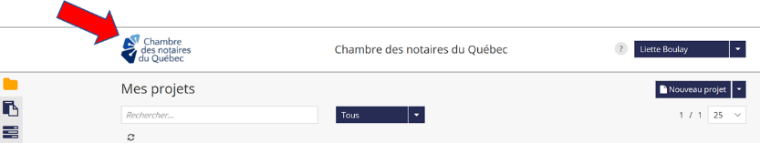 Chambre
des notaires
du Québec
Chambre des notaires du Québec
?
Liette Boulay
Mes projets
Nouveau projet
Rechercher...
Tous
1 / 1
25